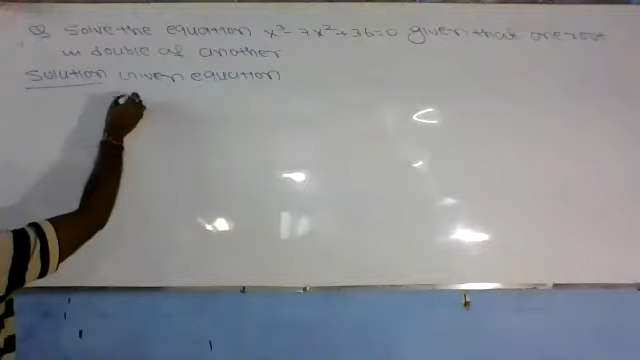 Q Solve the equation x³-7x²+36=0 given that one root
is double of another
Solution Given equation